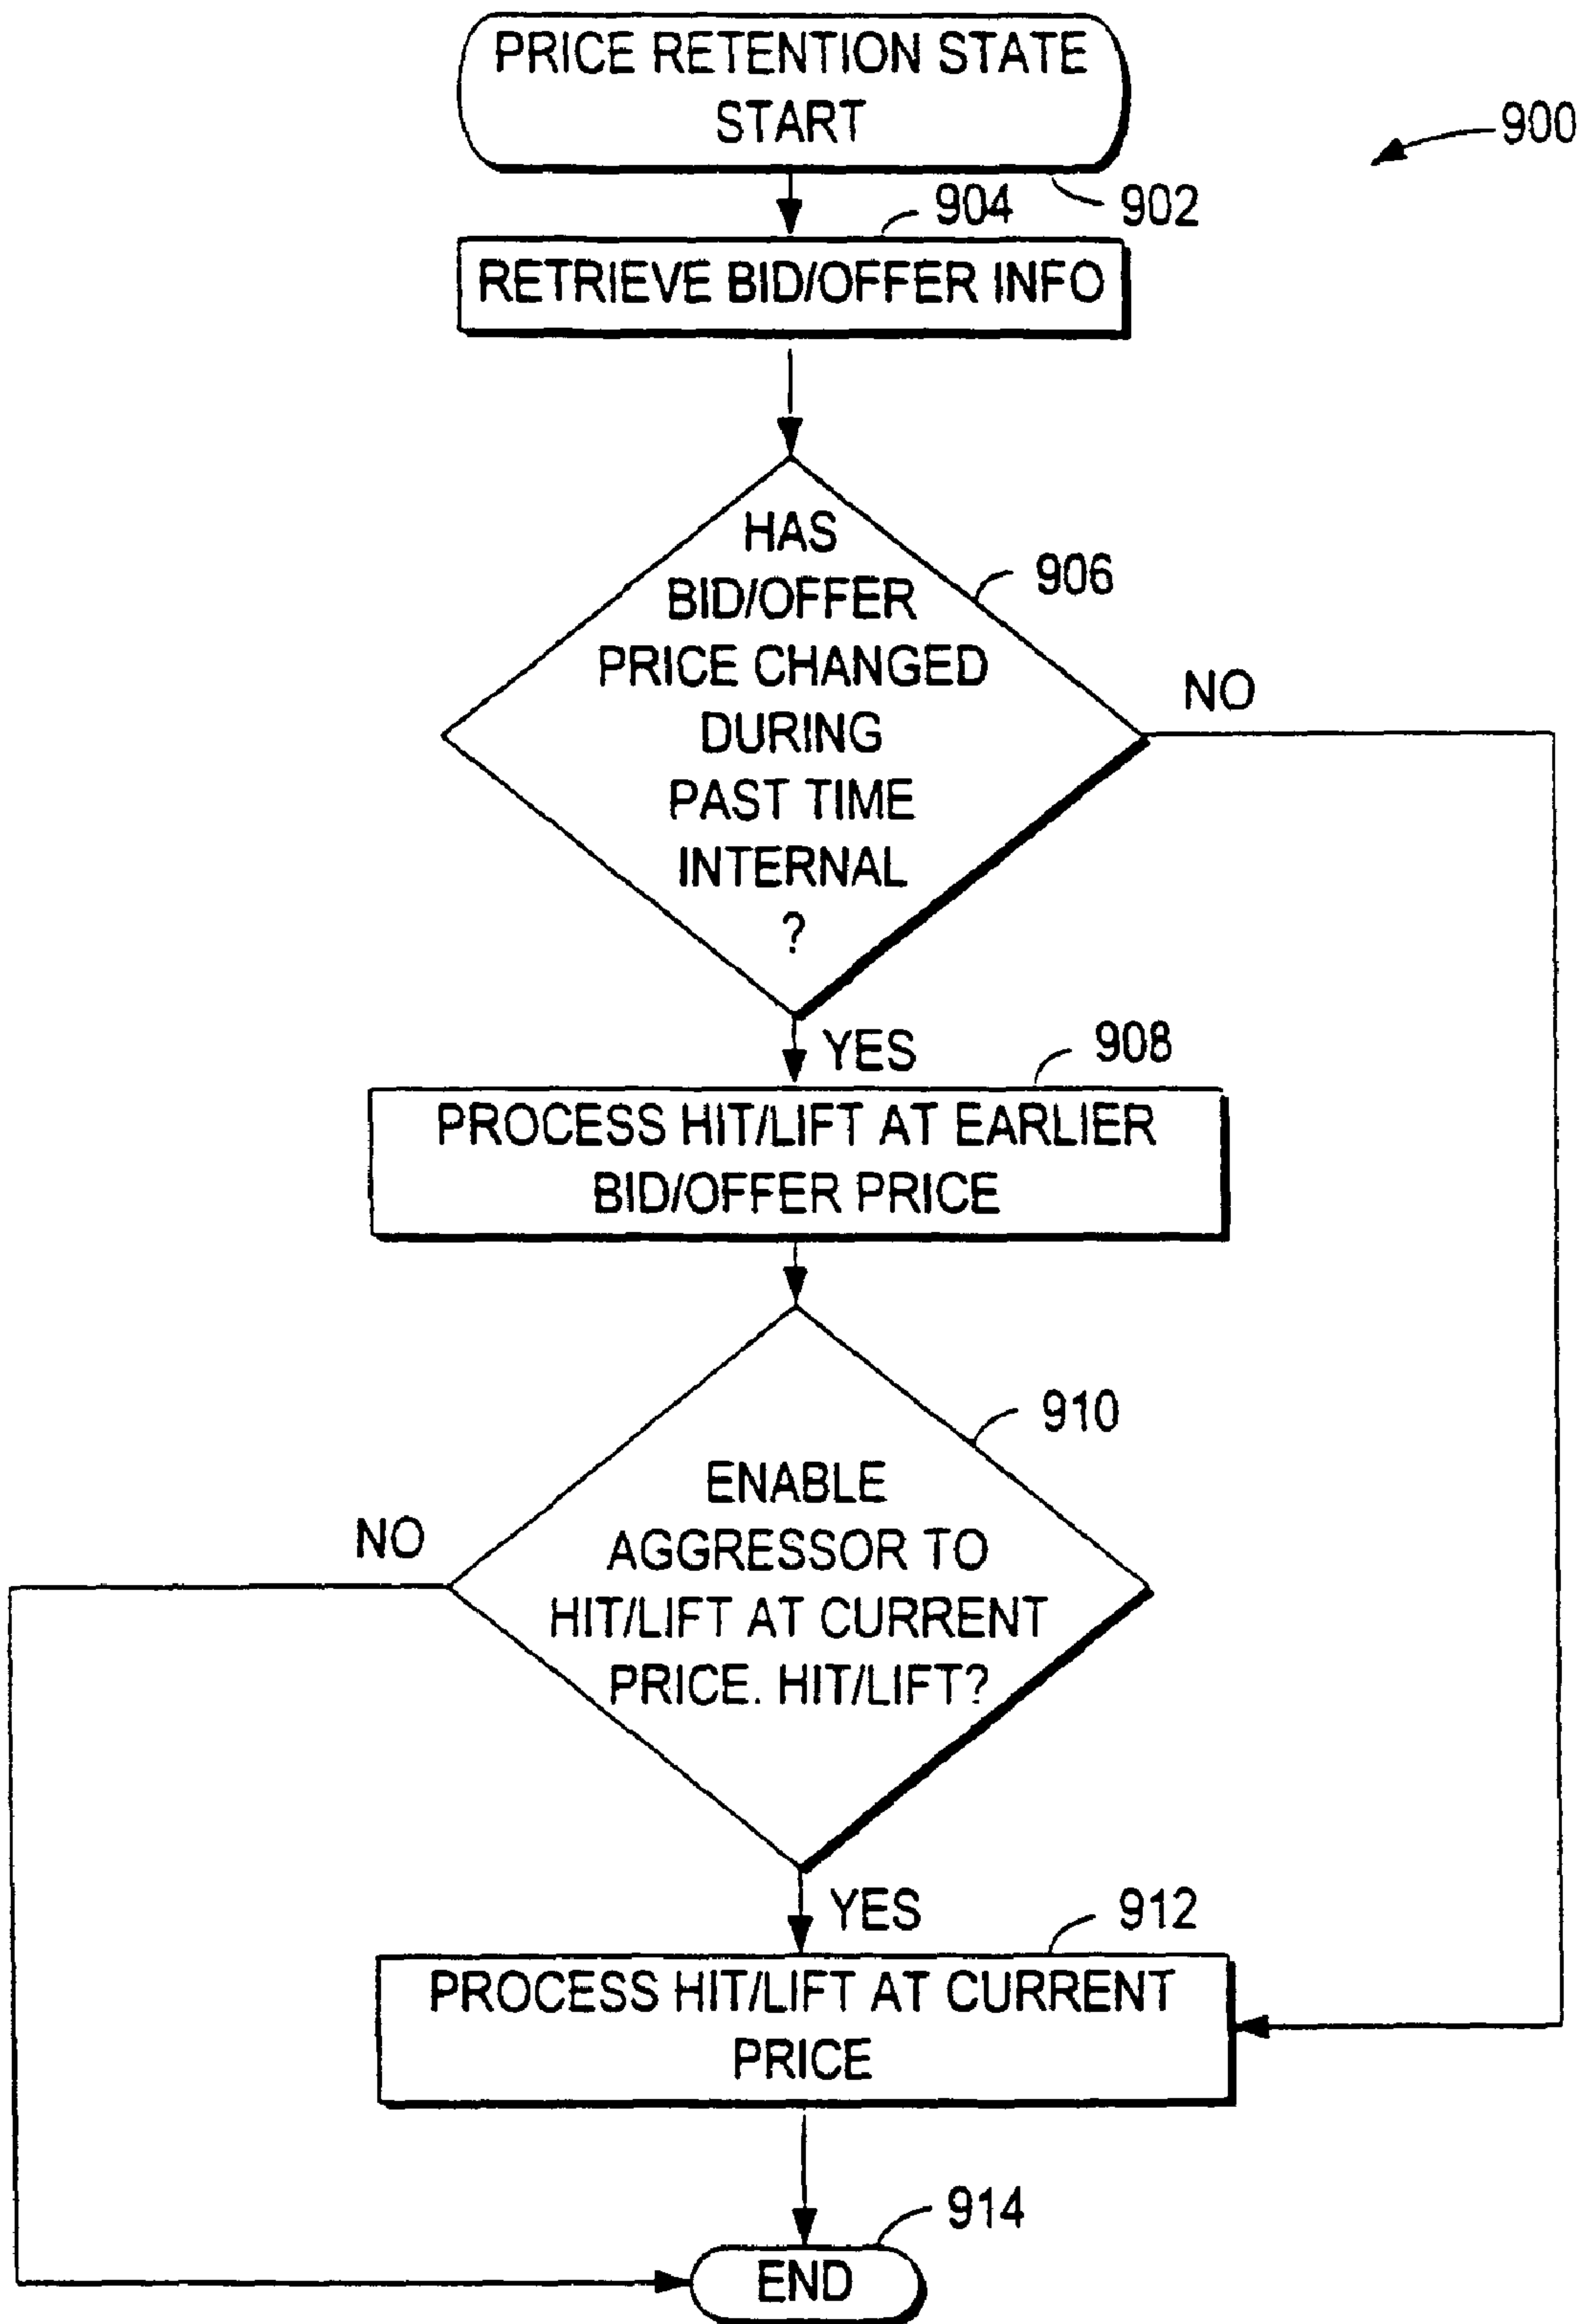 PRICE RETENTION STATE
START
900
902
904
RETRIEVE BID/OFFER INFO
HAS
BID/OFFER
PRICE CHANGED
DURING
PAST TIME
INTERNAL
?
906
NO
YES
908
PROCESS HIT/LIFT AT EARLIER
BID/OFFER PRICE
910
ENABLE
AGGRESSOR TO
HIT/LIFT AT CURRENT
PRICE. HIT/LIFT?
NO
YES
912
PROCESS HIT/LIFT AT CURRENT
PRICE
914
END